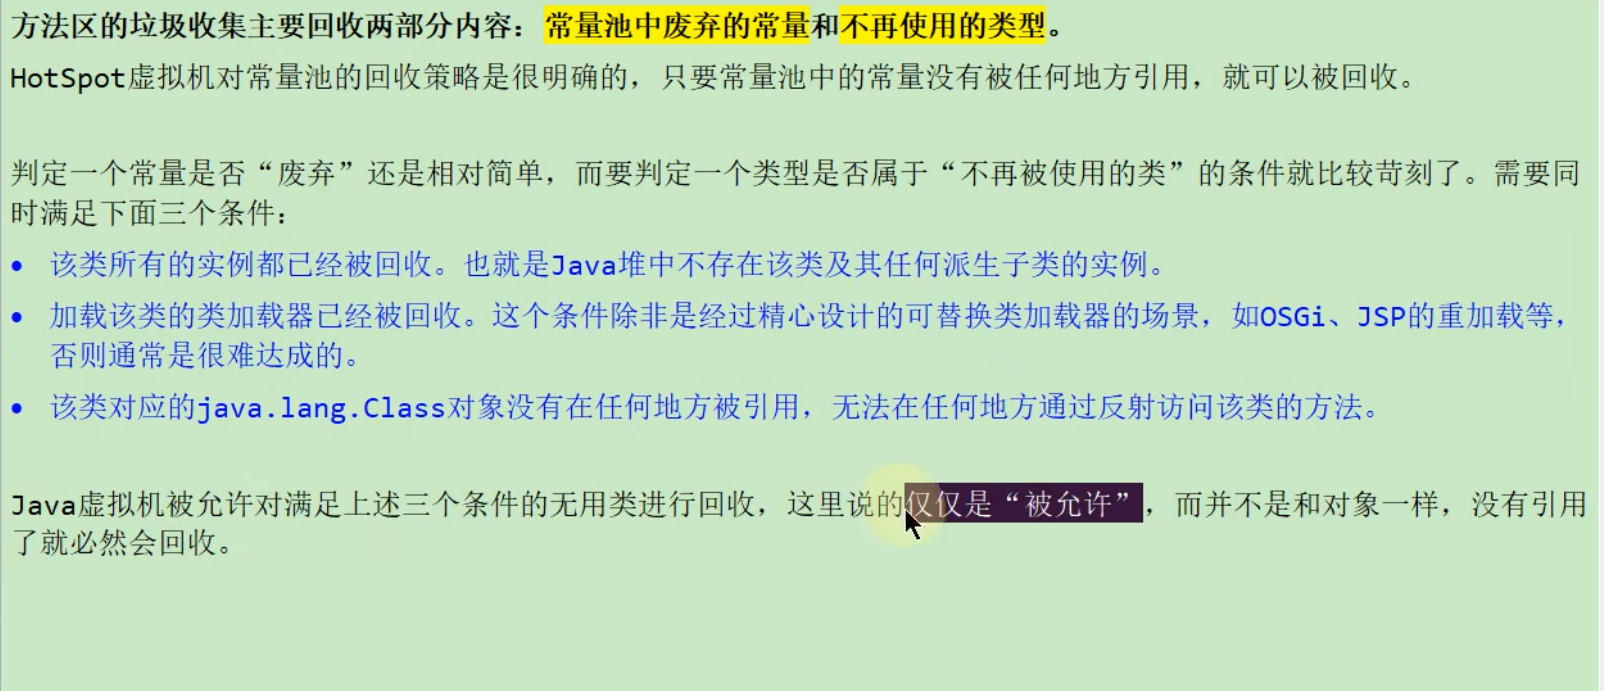 方法区的垃圾收集主要回收两部分内容：常量池中废弃的常量和不再使用的类型。
HotSpot虚拟机对常量池的回收策略是很明确的，只要常量池中的常量没有被任何地方引用，就可以被回收。
判定一个常量是否“废弃”还是相对简单，而要判定一个类型是否属于“不再被使用的类”的条件就比较苛刻了。需要同
时满足下面三个条件：
• 该类所有的实例都已经被回收。也就是Java堆中不存在该类及其任何派生子类的实例。
• 加载该类的类加载器已经被回收。这个条件除非是经过精心设计的可替换类加载器的场景，如OSGi、JSP的重加载等，
否则通常是很难达成的。
• 该类对应的java.lang.Class对象没有在任何地方被引用，无法在任何地方通过反射访问该类的方法。
Java虚拟机被允许对满足上述三个条件的无用类进行回收，这里说的仅仅是“被允许”，而并不是和对象一样，没有引用
了就必然会回收。